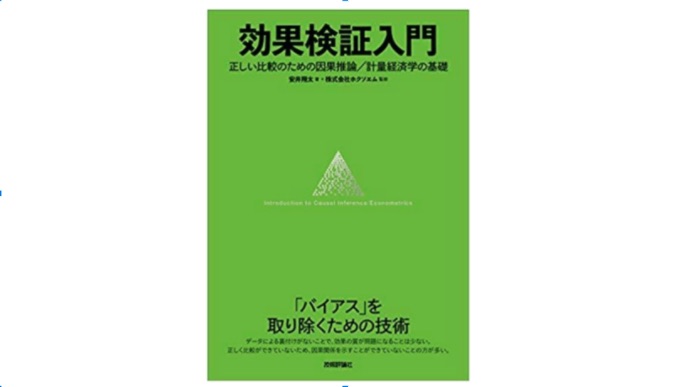 効果検証入門
正しい比較のための因果推論／計量経済学の基礎
安井翔太 著・株式会社ホクソエム 監修
Introduction to Causal Inference/Econometrics
「バイアス」を
取り除くための技術
データによる裏付けがないことで、効果の質が問題になることは少ない。
正しく比較ができていないため、因果関係を示すことができていないことの方が多い。
技術評論社